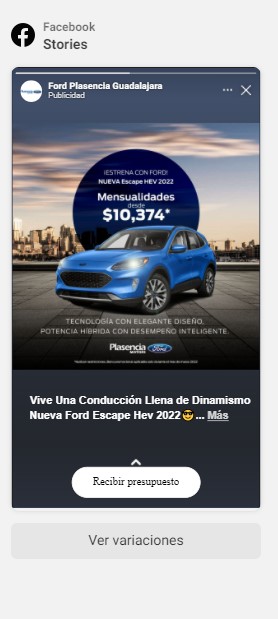 Facebook
Stories
Ford Plasencia Guadalajara
Publicidad
¡ESTRENA CON FORD!
NUEVA Escape HEV 2022
Mensualidades
desde
$10,374*
TECNOLOGÍA CON ELEGANTE DISEÑO,
POTENCIA HÍBRIDA CON DESEMPEÑO INTELIGENTE.
Plasencia Ford
MOTORS
Vive Una Conducción Llena de Dinamismo
Nueva Ford Escape Hev 2022😎... Más
Recibir presupuesto
Ver variaciones